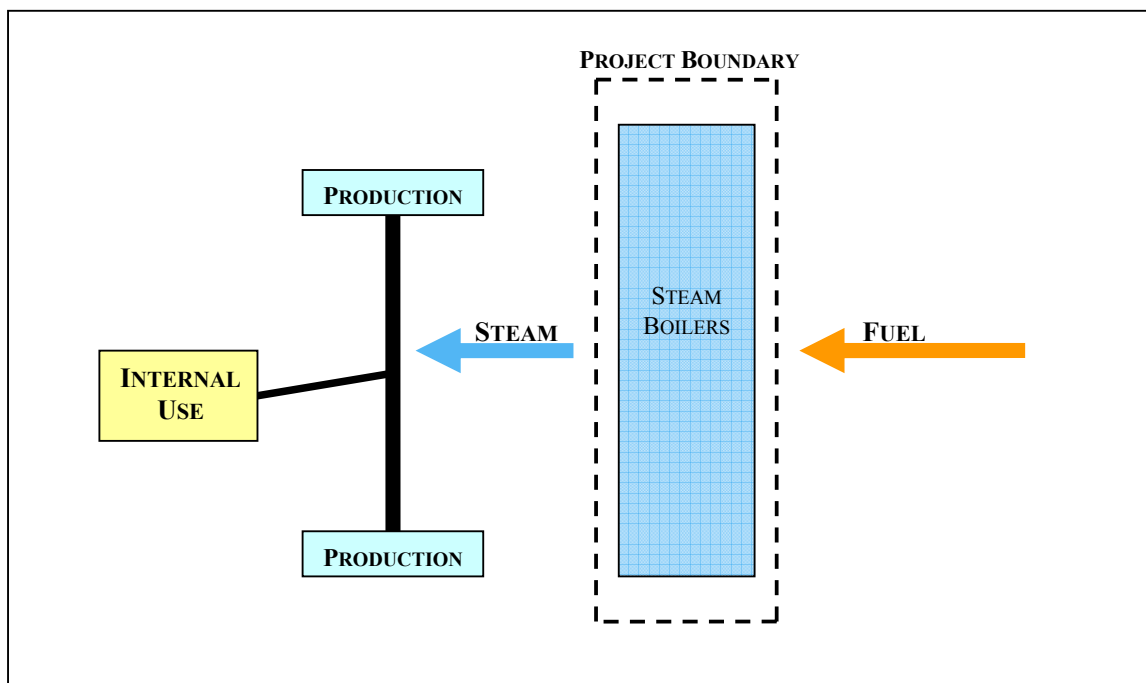 PROJECT BOUNDARY
PRODUCTION
STEAM
BOILERS
STEAM
FUEL
INTERNAL
USE
PRODUCTION